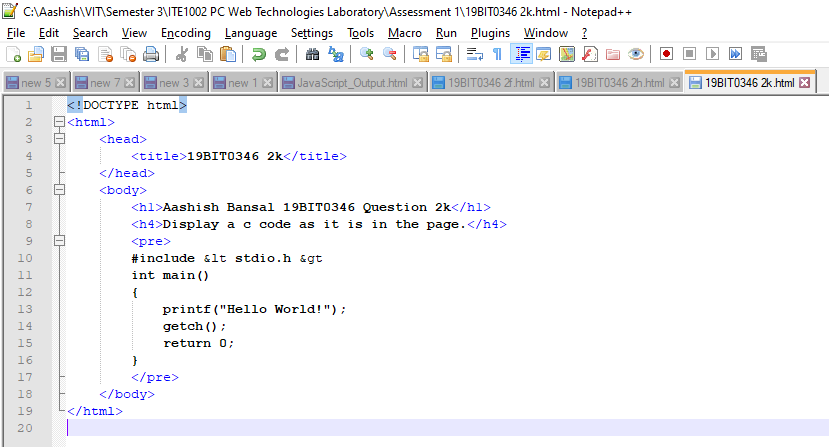 C:\Aashish\VIT\Semester 3\ITE1002 PC Web Technologies Laboratory\Assessment 1\19BIT0346 2k.html - Notepad++
File Edit Search View Encoding Language Settings Tools Macro Run Plugins Window ?
new 5 new 7 new 3 new 1 JavaScript_Output.html 19BIT0346 2f.html 19BIT0346 2h.html 19BIT0346 2k.html
1 <!DOCTYPE html>
2 <html>
3 <head>
4 <title>19BIT0346 2k</title>
5 </head>
6 <body>
7 <h1>Aashish Bansal 19BIT0346 Question 2k</h1>
8 <h4>Display a c code as it is in the page.</h4>
9 <pre>
10 #include &lt stdio.h &gt
11 int main()
12 {
13 printf("Hello World!");
14 getch();
15 return 0;
16 }
17 </pre>
18 </body>
19 </html>
20